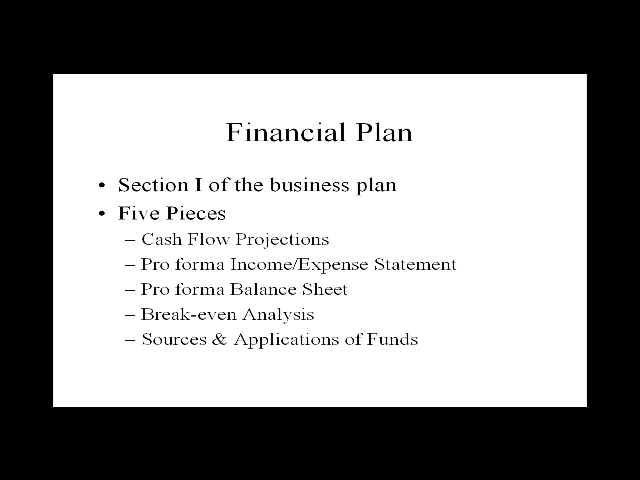 Financial Plan
• Section I of the business plan
• Five Pieces
– Cash Flow Projections
– Pro forma Income/Expense Statement
– Pro forma Balance Sheet
– Break-even Analysis
– Sources & Applications of Funds